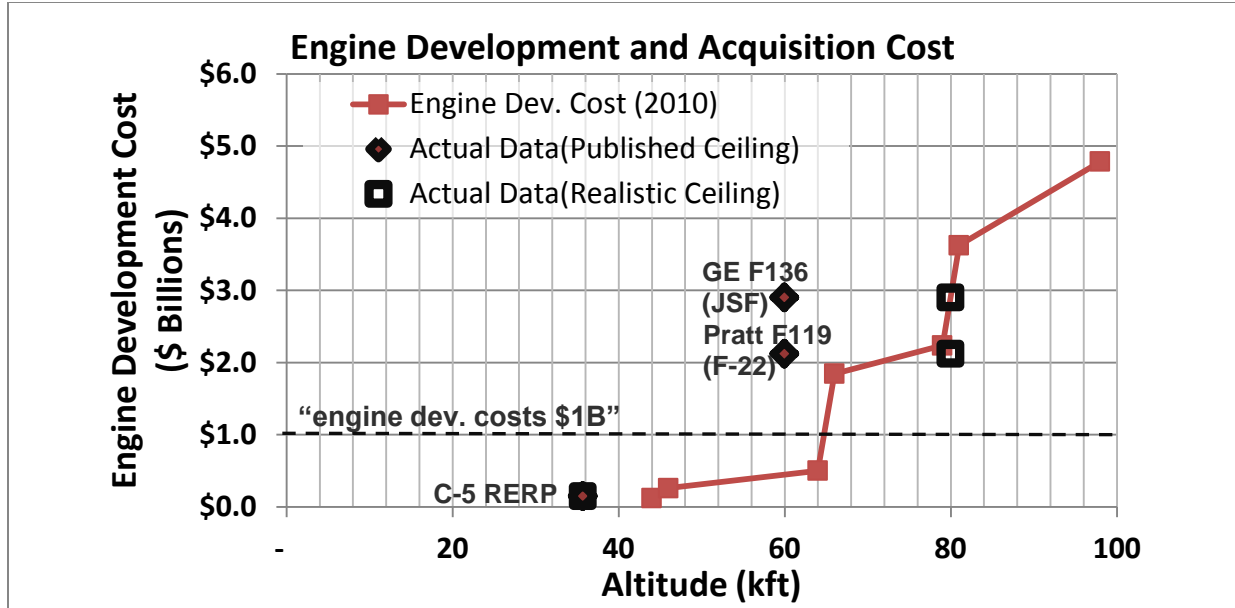 Engine Development and Acquisition Cost
Engine Development Cost
($ Billions)
$6.0
$5.0
$4.0
$3.0
$2.0
$1.0
$0.0
Engine Dev. Cost (2010)
Actual Data(Published Ceiling)
Actual Data(Realistic Ceiling)
GE F136
(JSF)
Pratt F119
(F-22)
“engine dev. costs $1B”
C-5 RERP
- 20 40 60 80 100
Altitude (kft)